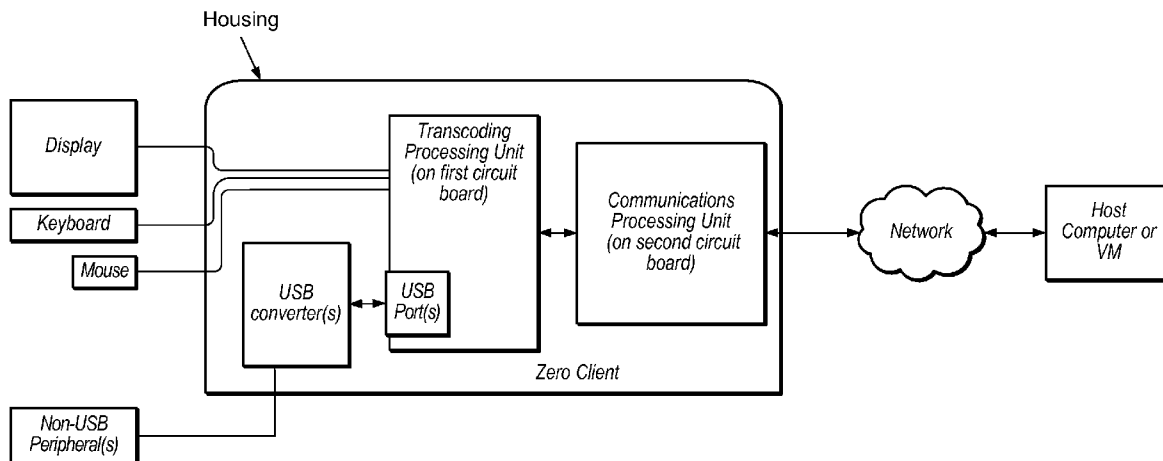 Housing
Display
Keyboard
Mouse
Non-USB
Peripheral(s)
USB
converter(s)
USB
Port(s)
Transcoding
Processing Unit
(on first circuit
board)
Communications
Processing Unit
(on second circuit
board)
Zero Client
Network
Host
Computer or
VM